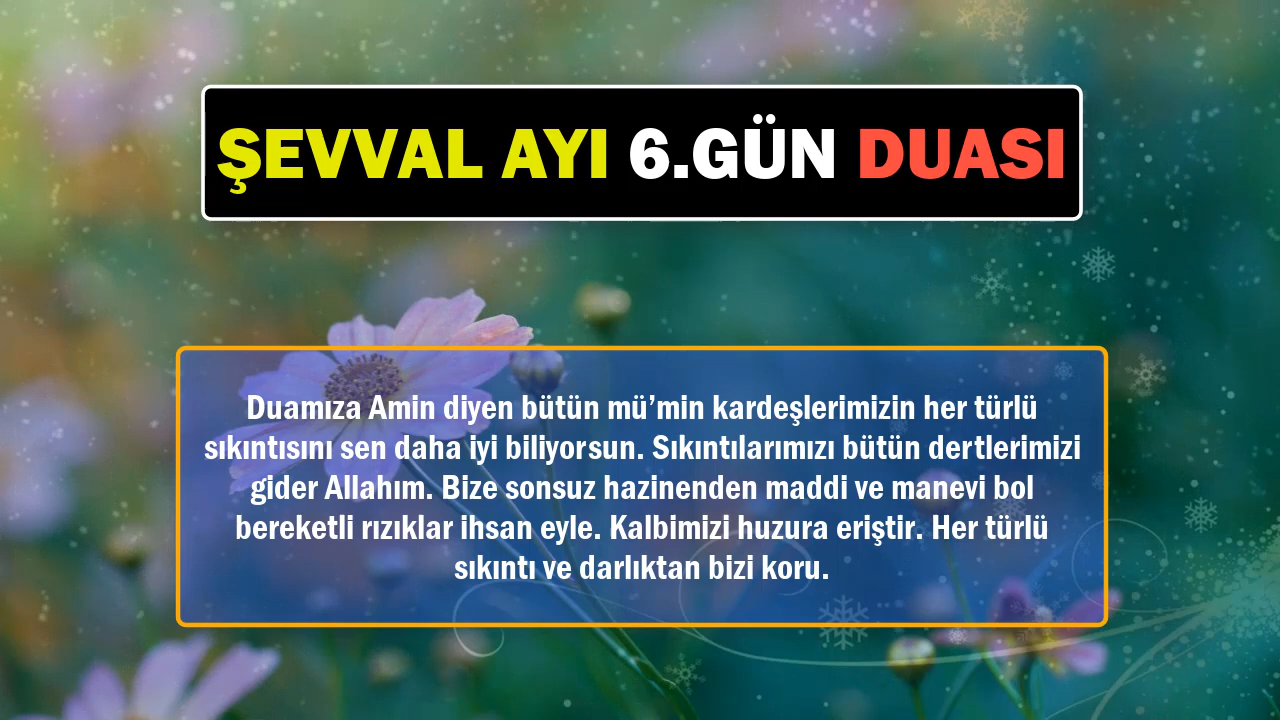 ŞEVVAL AYI 6.GÜN DUASI
Duamıza Amin diyen bütün mü’min kardeşlerimizin her türlü
sıkıntısını sen daha iyi biliyorsun. Sıkıntılarımızı bütün dertlerimizi
gider Allahım. Bize sonsuz hazinenden maddi ve manevi bol
bereketli rızıklar ihsan eyle. Kalbimizi huzura eriştir. Her türlü
sıkıntı ve darlıktan bizi koru.